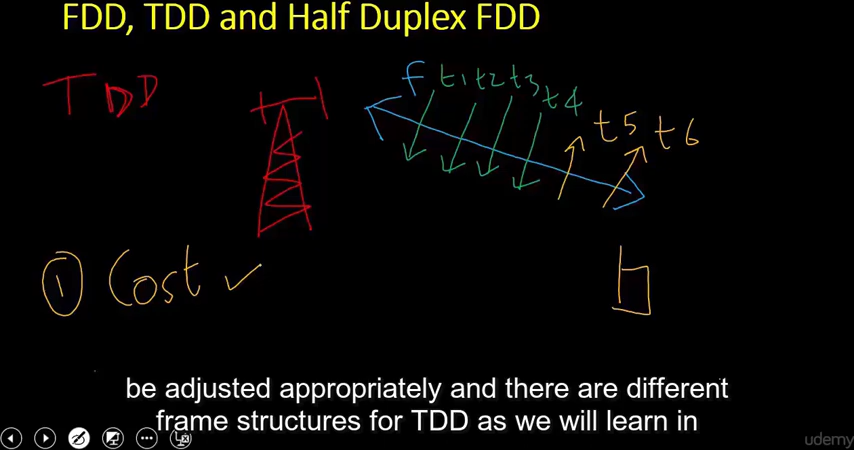 FDD, TDD and Half Duplex FDD
TDD
f t1 t2 t3 t4 t5 t6
① Cost ✓
be adjusted appropriately and there are different
frame structures for TDD as we will learn in
udemy